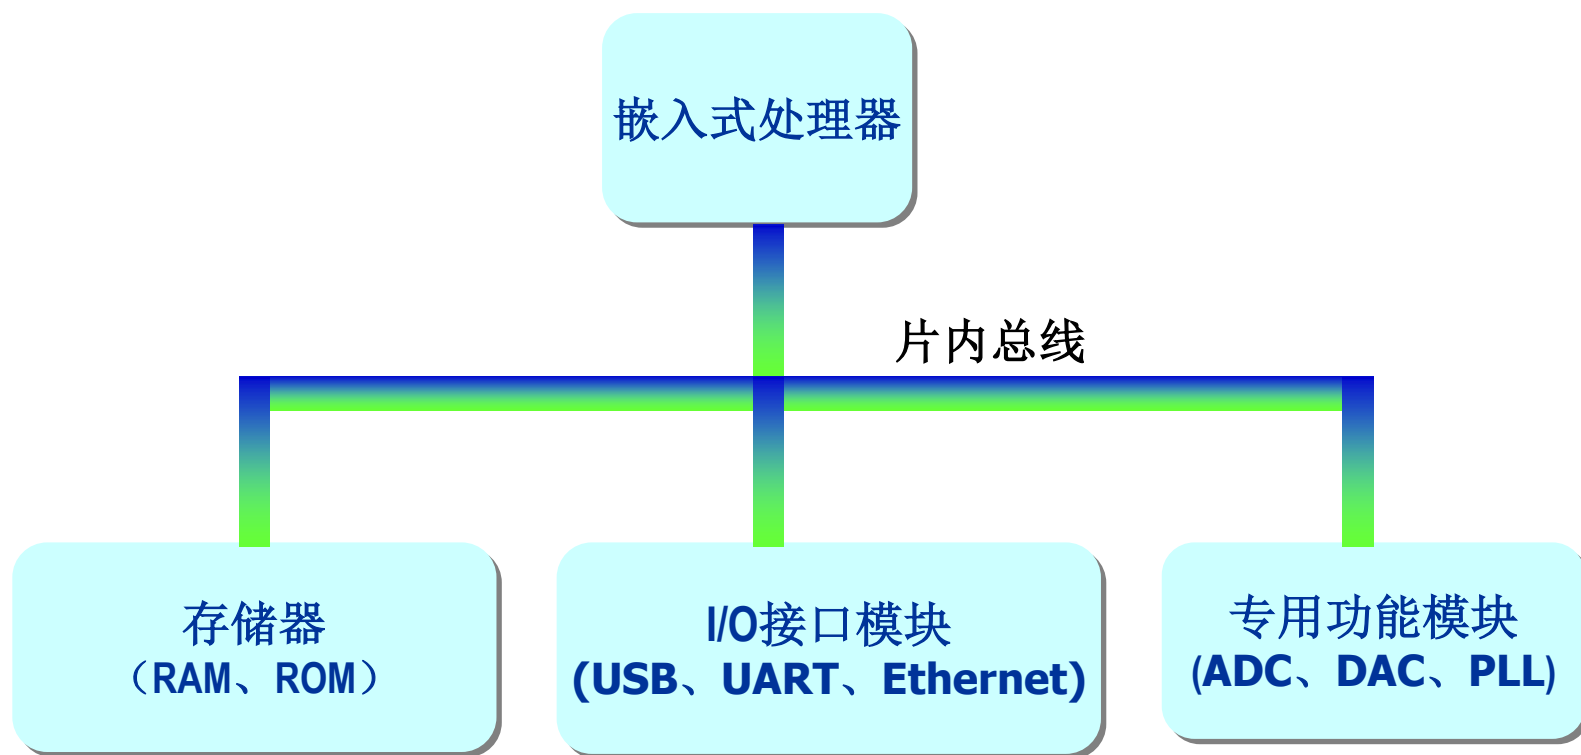 嵌入式处理器
片内总线
存储器
（RAM、ROM）
I/O接口模块
(USB、UART、Ethernet)
专用功能模块
(ADC、DAC、PLL)